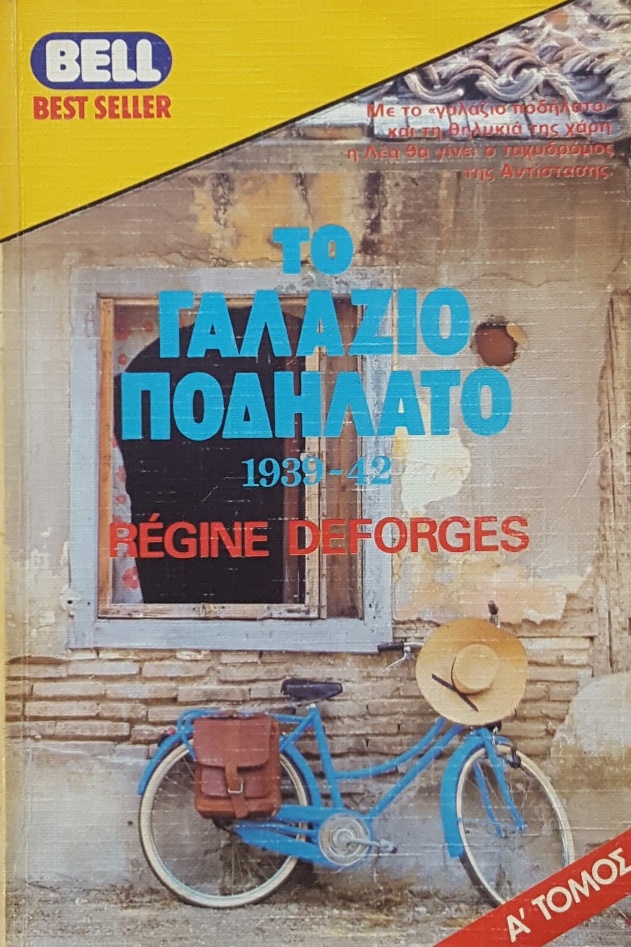 BELL
BEST SELLER
Με το «γαλάζιο ποδήλατο»
και τη θηλυκιά της χάρη
η Λέα θα γίνει ο ταχυδρόμος
της Αντίστασης.
ΤΟ
ΓΑΛΑΖΙΟ
ΠΟΔΗΛΑΤΟ
1939-42
RÉGINE DEFORGES
Α' ΤΟΜΟΣ